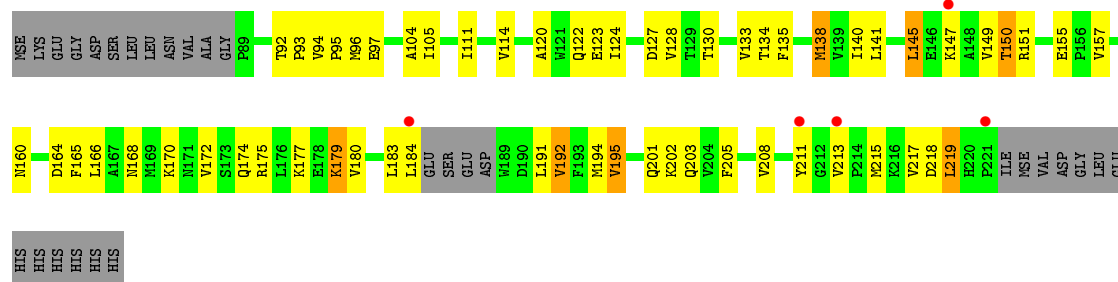 MSE LYS GLU GLY GLY ASP SER LEU LEU ASN VAL ALA GLY P89 T92 P93 V94 P95 M96 E97 A104 I105 I111 V114 A120 W121 Q122 E123 I124 D127 V128 T129 T130 V133 T134 F135 M138 V139 I140 L141 L145 E146 K147 A148 V149 T150 R151 E155 P156 V157
N160 D164 F165 L166 A167 N168 M169 K170 N171 V172 S173 Q174 R175 L176 K177 E178 K179 V180 L183 L184 GLU SER GLU ASP W189 D190 L191 V192 F193 M194 V195 Q201 K202 Q203 V204 F205 V208 Y211 G212 V213 P214 M215 K216 V217 D218 L219 H220 P221 ILE MSE VAL ASP GLY LEU GLU
HIS HIS HIS HIS HIS HIS